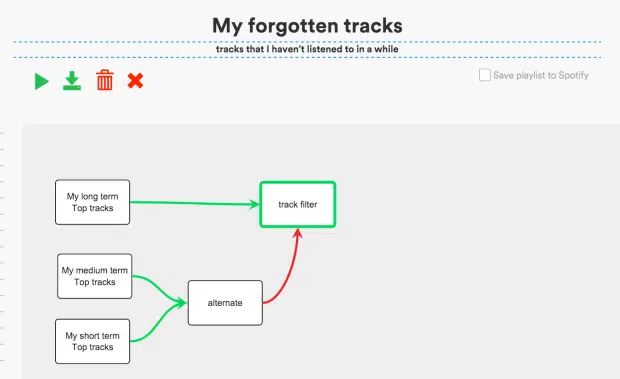 My forgotten tracks
tracks that I haven't listened to in a while
Save playlist to Spotify
My long term
Top tracks
track filter
My medium term
Top tracks
alternate
My short term
Top tracks